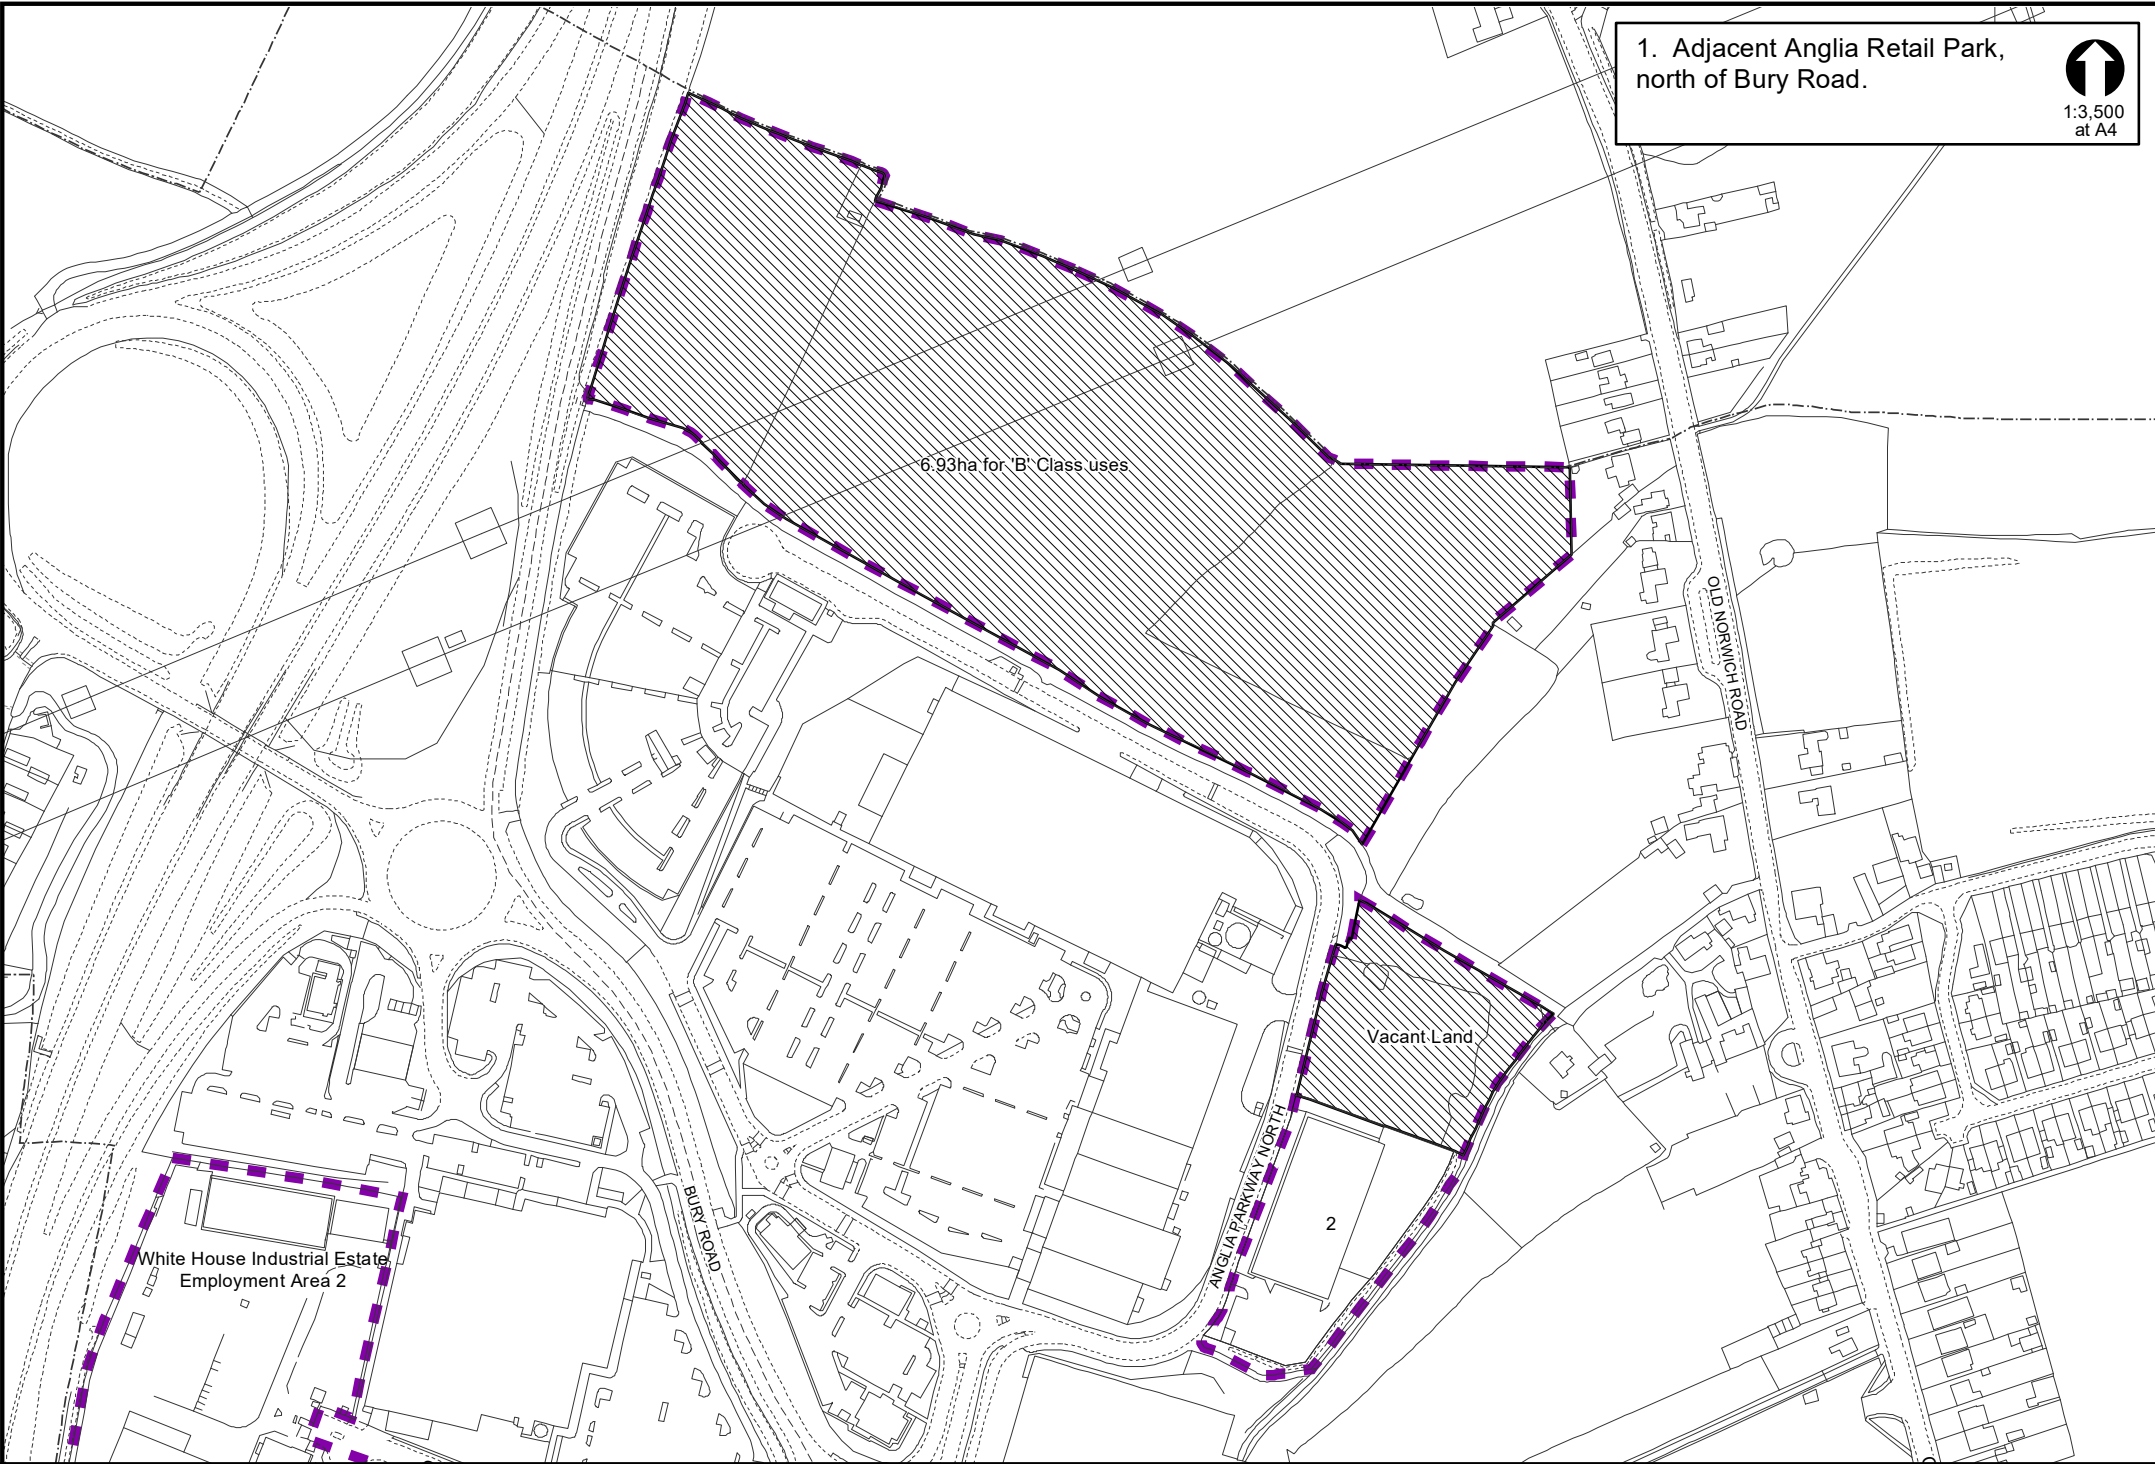 1. Adjacent Anglia Retail Park,
north of Bury Road.
1:3,500
at A4
6.93ha for 'B' Class uses
OLD NORWICH ROAD
Vacant Land
ANGLIA PARKWAY NORTH
2
BURY ROAD
White House Industrial Estate
Employment Area 2